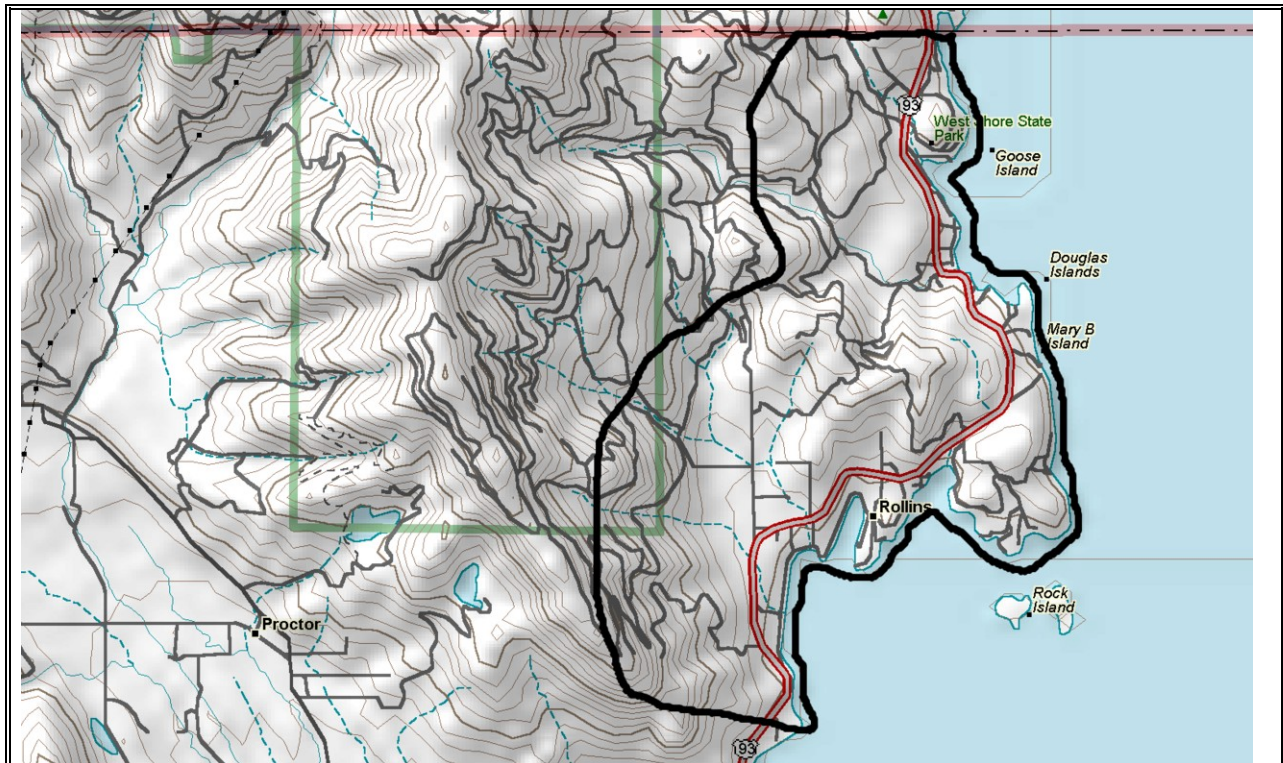 93
West Shore State
Park
Goose
Island
Douglas
Islands
Mary B
Island
Rollins
Rock
Island
Proctor
93